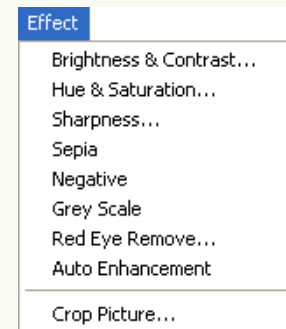 Effect
Brightness & Contrast...
Hue & Saturation...
Sharpness...
Sepia
Negative
Grey Scale
Red Eye Remove...
Auto Enhancement
Crop Picture...